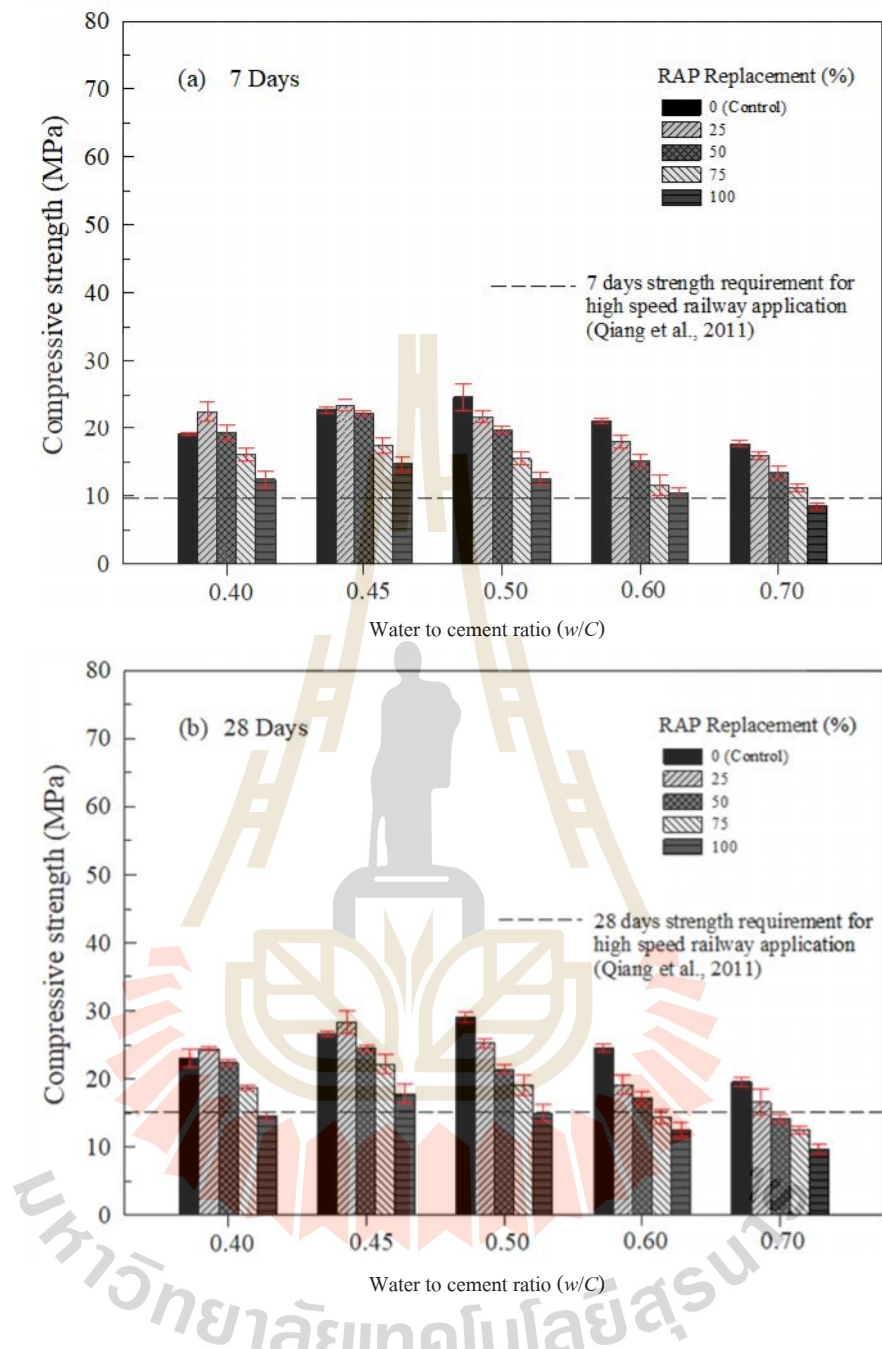 80
70
60
50
40
30
20
10
0
Compressive strength (MPa)
(a) 7 Days
RAP Replacement (%)
0 (Control)
25
50
75
100
7 days strength requirement for
high speed railway application
(Qiang et al., 2011)
0.40 0.45 0.50 0.60 0.70
Water to cement ratio (w/C)
80
70
60
50
40
30
20
10
0
Compressive strength (MPa)
(b) 28 Days
RAP Replacement (%)
0 (Control)
25
50
75
100
28 days strength requirement for
high speed railway application
(Qiang et al., 2011)
0.40 0.45 0.50 0.60 0.70
Water to cement ratio (w/C)